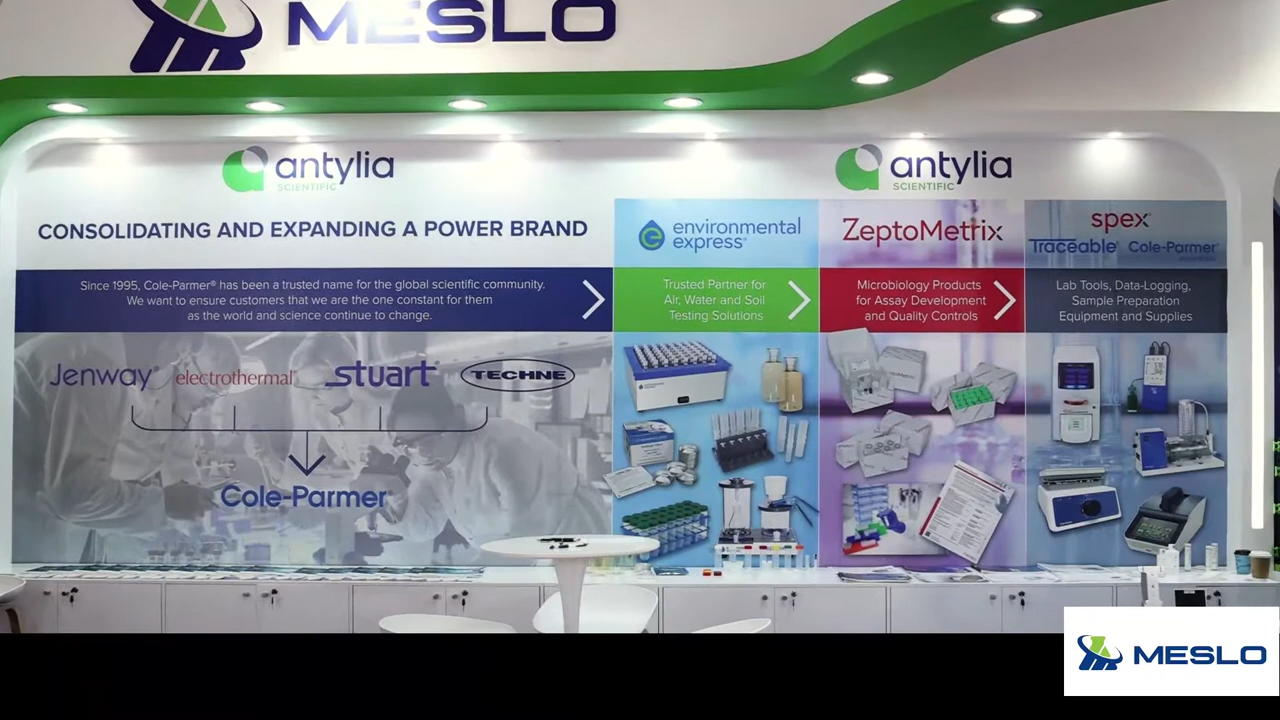 MESLO
antylia
SCIENTIFIC
CONSOLIDATING AND EXPANDING A POWER BRAND
Since 1995, Cole-Parmer® has been a trusted name for the global scientific community.
We want to ensure customers that we are the one constant for them
as the world and science continue to change.
Jenway®
electrothermal®
stuart®
TECHNE
Cole-Parmer®
antylia
SCIENTIFIC
environmental
express®
Trusted Partner for
Air, Water and Soil
Testing Solutions
ZeptoMetrix
Microbiology Products
for Assay Development
and Quality Controls
spex®
Traceable® Cole-Parmer®
Lab Tools, Data-Logging,
Sample Preparation
Equipment and Supplies
MESLO